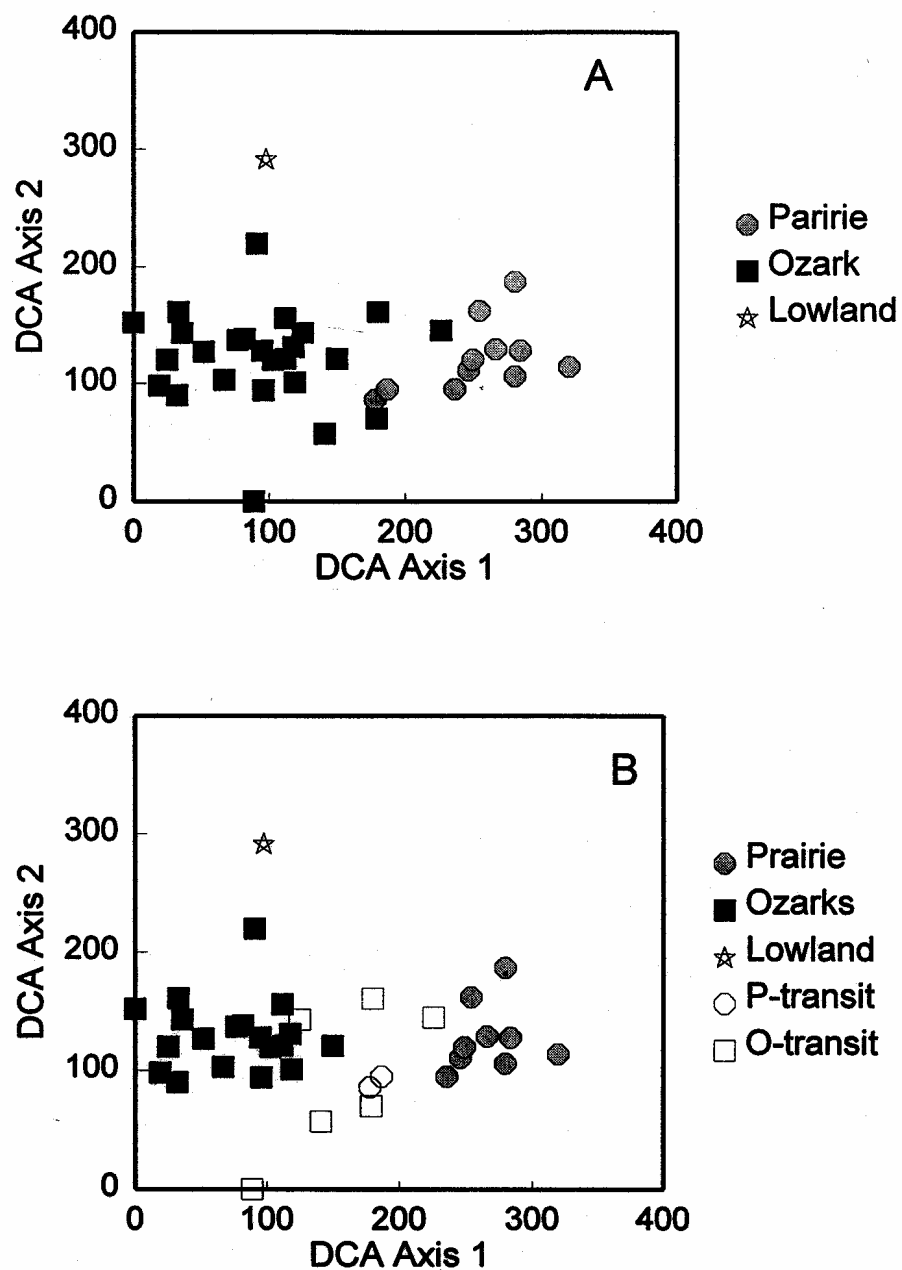 400
A
300
DCA Axis 2
200
100
0
0 100 200 300 400
DCA Axis 1
Paririe
Ozark
Lowland
400
B
300
DCA Axis 2
200
100
0
0 100 200 300 400
DCA Axis 1
Prairie
Ozarks
Lowland
P-transit
O-transit